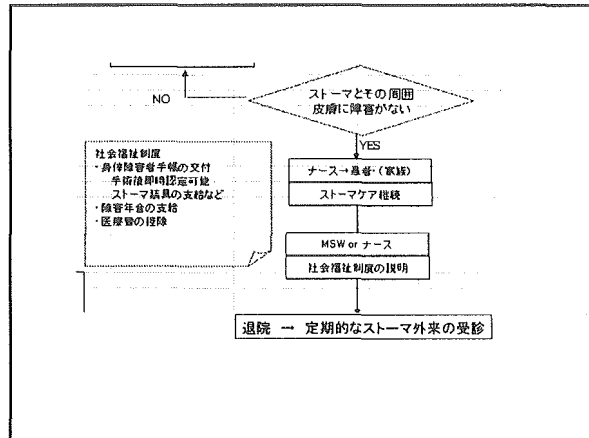 ストーマとその周囲
皮膚に障害がない
NO
YES
社会福祉制度
・身体障害者手帳の交付
手術後即時認定可能
ストーマ装具の支給など
・障害年金の支給
・医療費の控除
ナース→患者・(家族)
ストーマケア継続
MSW or ナース
社会福祉制度の説明
退院 → 定期的なストーマ外来の受診